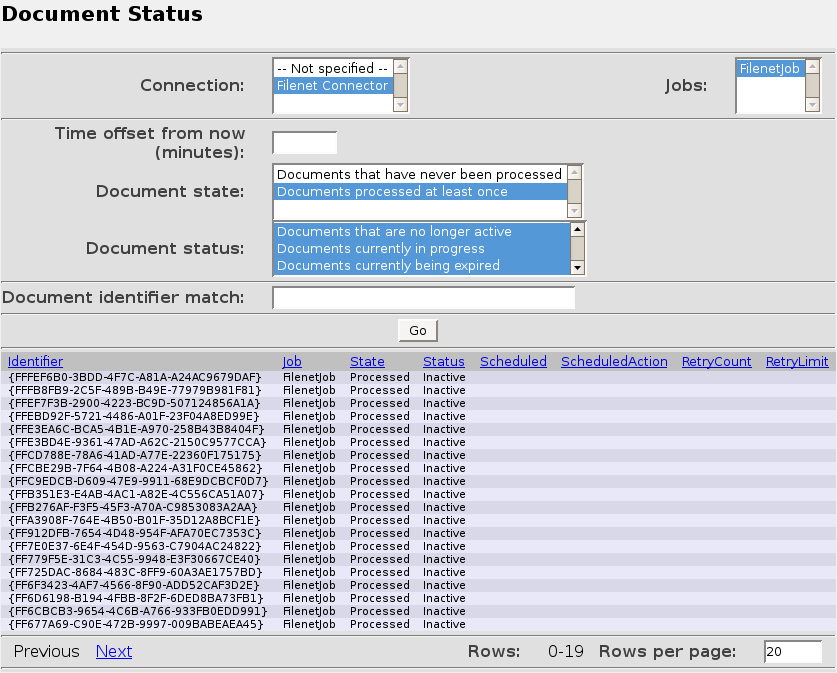 Document Status
Connection: -- Not specified -- Jobs: FilenetJob
Filenet Connector
Time offset from now
(minutes):
Documents that have never been processed
Document state: Documents processed at least once
Documents that are no longer active
Document status: Documents currently in progress
Documents currently being expired
Document identifier match:
Go
Identifier Job State Status Scheduled ScheduledAction RetryCount RetryLimit
{FFFEF6B0-3BDD-4F7C-A81A-A24AC9679DAF} FilenetJob Processed Inactive
{FFFB8FB9-2C5F-489B-B49E-77979B981F81} FilenetJob Processed Inactive
{FFEF7F3B-2900-4223-BC9D-507124856A1A} FilenetJob Processed Inactive
{FFEBD92F-5721-4486-A01F-23F04A8ED99E} FilenetJob Processed Inactive
{FFE3EA6C-BCA5-4B1E-A970-258B43B8404F} FilenetJob Processed Inactive
{FFE3BD4E-9361-47AD-A62C-2150C9577CCA} FilenetJob Processed Inactive
{FFCD788E-78A6-41AD-A77E-22360F175175} FilenetJob Processed Inactive
{FFCBE29B-7F64-4B08-A224-A31F0CE45862} FilenetJob Processed Inactive
{FFC9EDCB-D609-47E9-9911-68E9DCBCF0D7} FilenetJob Processed Inactive
{FFB351E3-E4AB-4AC1-A82E-4C556CA51A07} FilenetJob Processed Inactive
{FFB276AF-F3F5-45F3-A70A-C9853083A2AA} FilenetJob Processed Inactive
{FFA3908F-764E-4B50-B01F-35D12A8BCF1E} FilenetJob Processed Inactive
{FF912DFB-7654-4D48-954F-AFA70EC7353C} FilenetJob Processed Inactive
{FF7E0E37-6E4F-454D-9563-C7904AC24822} FilenetJob Processed Inactive
{FF779F5E-31C3-4C55-9948-E3F30667CE40} FilenetJob Processed Inactive
{FF725DAC-8684-483C-8FF9-60A3AE1757BD} FilenetJob Processed Inactive
{FF6F3423-4AF7-4566-8F90-ADD52CAF3D2E} FilenetJob Processed Inactive
{FF6D6198-B194-4FBB-8F2F-6DED8BA73FB1} FilenetJob Processed Inactive
{FF6CBCB3-9654-4C6B-A766-933FB0EDD991} FilenetJob Processed Inactive
{FF677A69-C90E-472B-9997-009BABEAEA45} FilenetJob Processed Inactive
Previous Next Rows: 0-19 Rows per page: 20